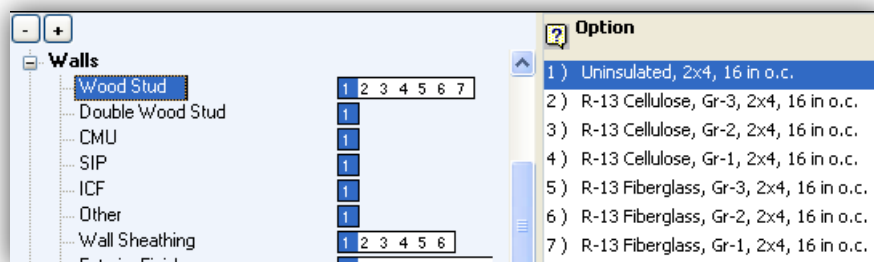 - +
Walls
Wood Stud 1 2 3 4 5 6 7
Double Wood Stud 1
CMU 1
SIP 1
ICF 1
Other 1
Wall Sheathing 1 2 3 4 5 6
? Option
1 ) Uninsulated, 2x4, 16 in o.c.
2 ) R-13 Cellulose, Gr-3, 2x4, 16 in o.c.
3 ) R-13 Cellulose, Gr-2, 2x4, 16 in o.c.
4 ) R-13 Cellulose, Gr-1, 2x4, 16 in o.c.
5 ) R-13 Fiberglass, Gr-3, 2x4, 16 in o.c.
6 ) R-13 Fiberglass, Gr-2, 2x4, 16 in o.c.
7 ) R-13 Fiberglass, Gr-1, 2x4, 16 in o.c.